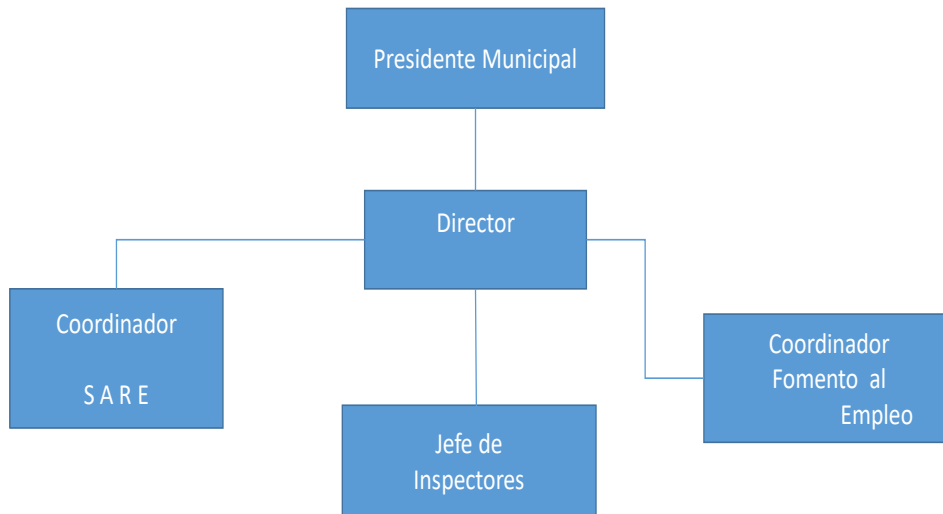 Presidente Municipal
Director
Coordinador
S A R E
Coordinador
Fomento al
Empleo
Jefe de
Inspectores